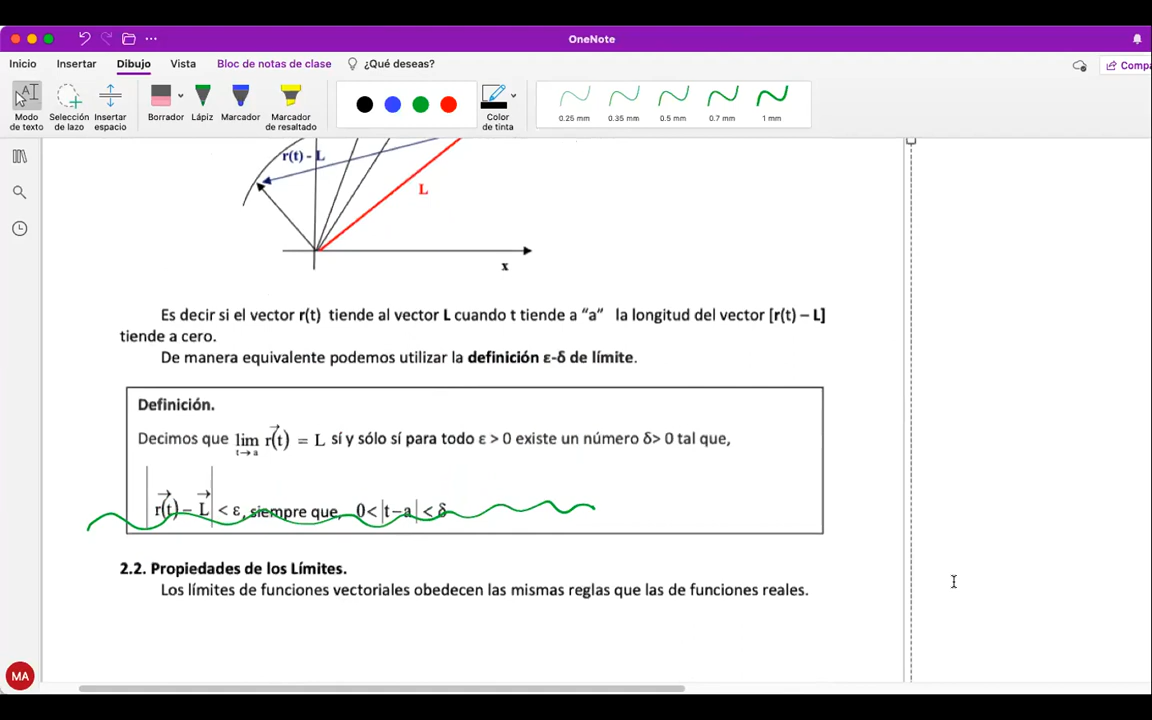 OneNote
Inicio Insertar Dibujo Vista Bloc de notas de clase ¿Qué deseas?
Modo de texto Selección de lazo Insertar espacio Borrador Lápiz Marcador Marcador de resaltado Color de tinta 0.25 mm 0.35 mm 0.5 mm 0.7 mm 1 mm
r(t) - L
L
x
Es decir si el vector r(t) tiende al vector L cuando t tiende a “a” la longitud del vector [r(t) – L]
tiende a cero.
De manera equivalente podemos utilizar la definición ε-δ de límite.
Definición.
Decimos que lim t→a r(t) = L sí y sólo sí para todo ε > 0 existe un número δ> 0 tal que,
|r(t) – L| < ε, siempre que, 0< |t–a| < δ
2.2. Propiedades de los Límites.
Los límites de funciones vectoriales obedecen las mismas reglas que las de funciones reales.
MA